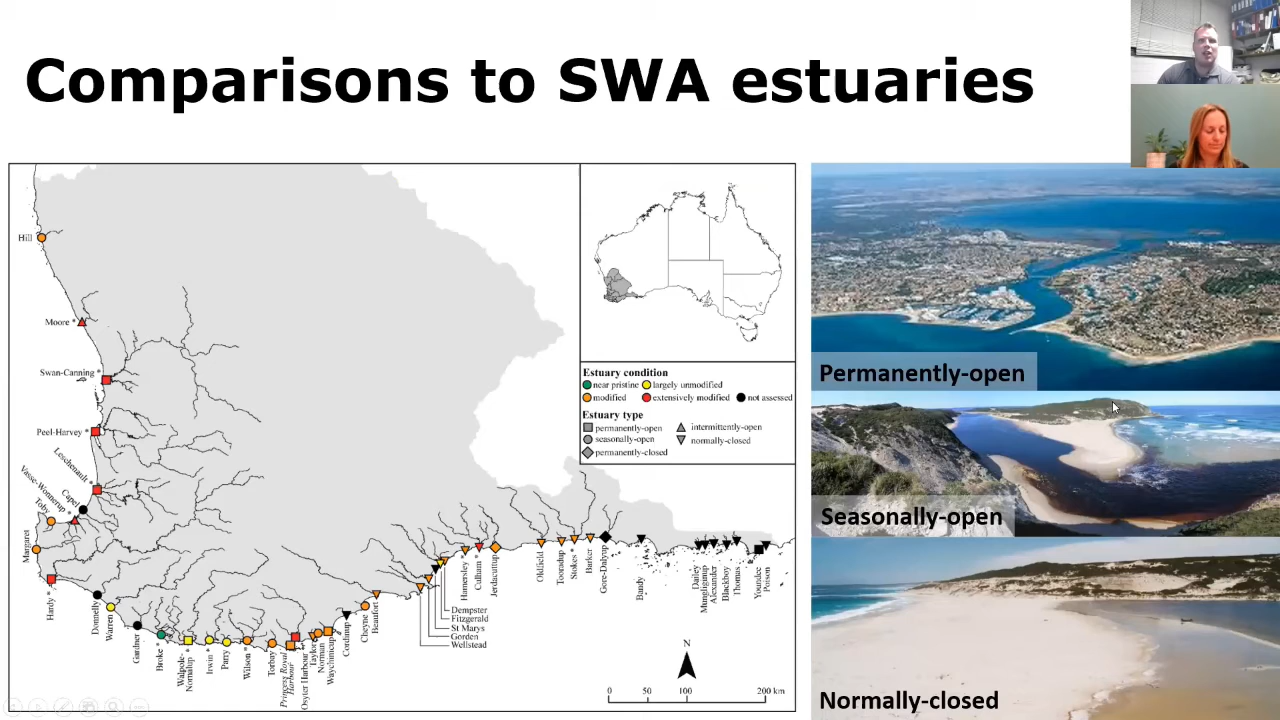 Comparisons to SWA estuaries
Hill
Moore *
Swan-Canning *
Peel-Harvey *
Leschenault *
Capel
Vasse-Wonnerup *
Toby
Margaret
Hardy *
Donnelly
Warren
Gardner
Broke *
Walpole-
Nornalup *
Irwin *
Parry
Wilson *
Torbay
Princess Royal
Harbour
Oyster Harbour *
Taylor
Norman
Waychinicup
Cordinup
Cheyne
Beaufort
Dempster
Fitzgerald
St Marys
Gorden
Wellstead
Hamersley
Culham *
Jerdacuttup
Oldfield
Torradup
Stokes *
Barker
Gore-Dalyup
Bandy
Dailey
Mungliginup
Alexander
Blackboy
Thomas
Poison
Estuary condition
near pristine
largely unmodified
modified
extensively modified
not assessed
Estuary type
permanently-open
intermittently-open
seasonally-open
normally-closed
permanently-closed
N
0 50 100 200 km
Permanently-open
Seasonally-open
Normally-closed